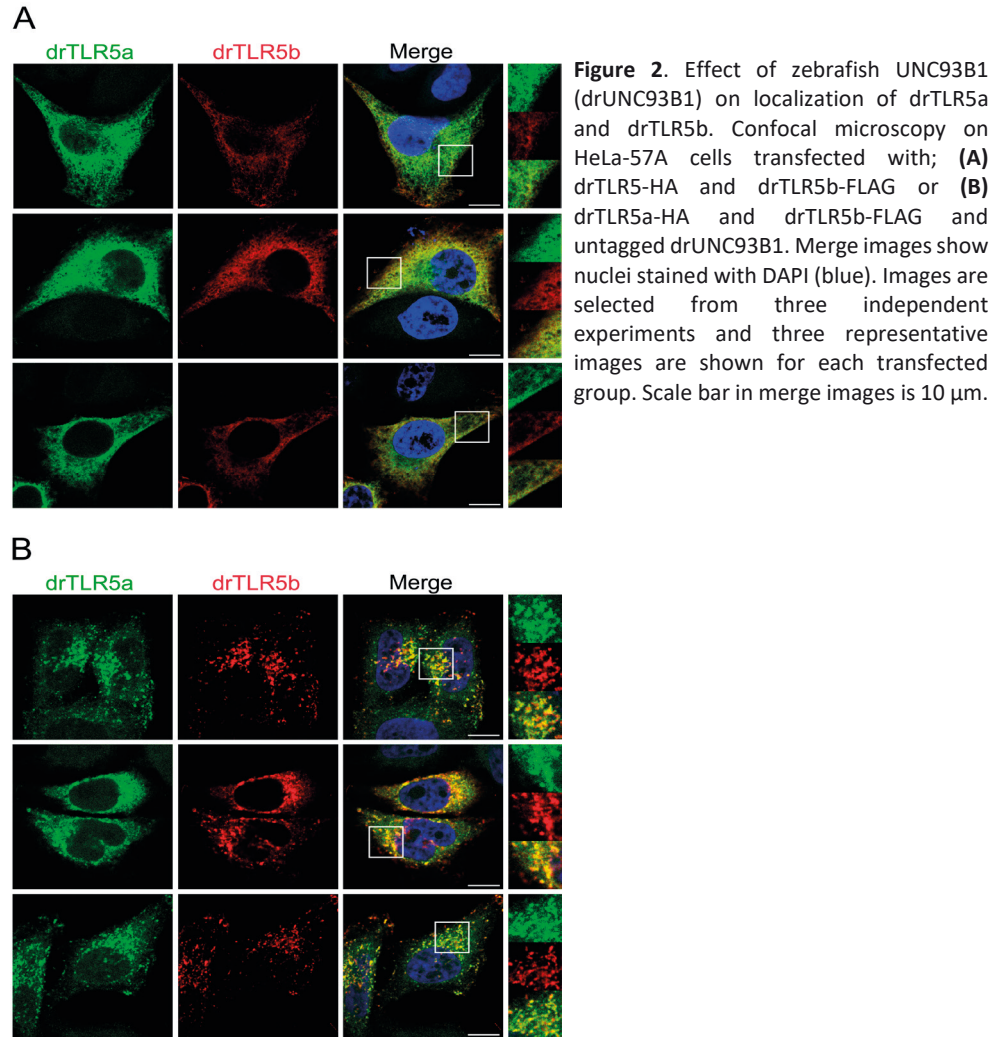 A
drTLR5a drTLR5b Merge
Figure 2. Effect of zebrafish UNC93B1
(drUNC93B1) on localization of drTLR5a
and drTLR5b. Confocal microscopy on
HeLa-57A cells transfected with; (A)
drTLR5-HA and drTLR5b-FLAG or (B)
drTLR5a-HA and drTLR5b-FLAG and
untagged drUNC93B1. Merge images show
nuclei stained with DAPI (blue). Images are
selected from three independent
experiments and three representative
images are shown for each transfected
group. Scale bar in merge images is 10 μm.
B
drTLR5a drTLR5b Merge